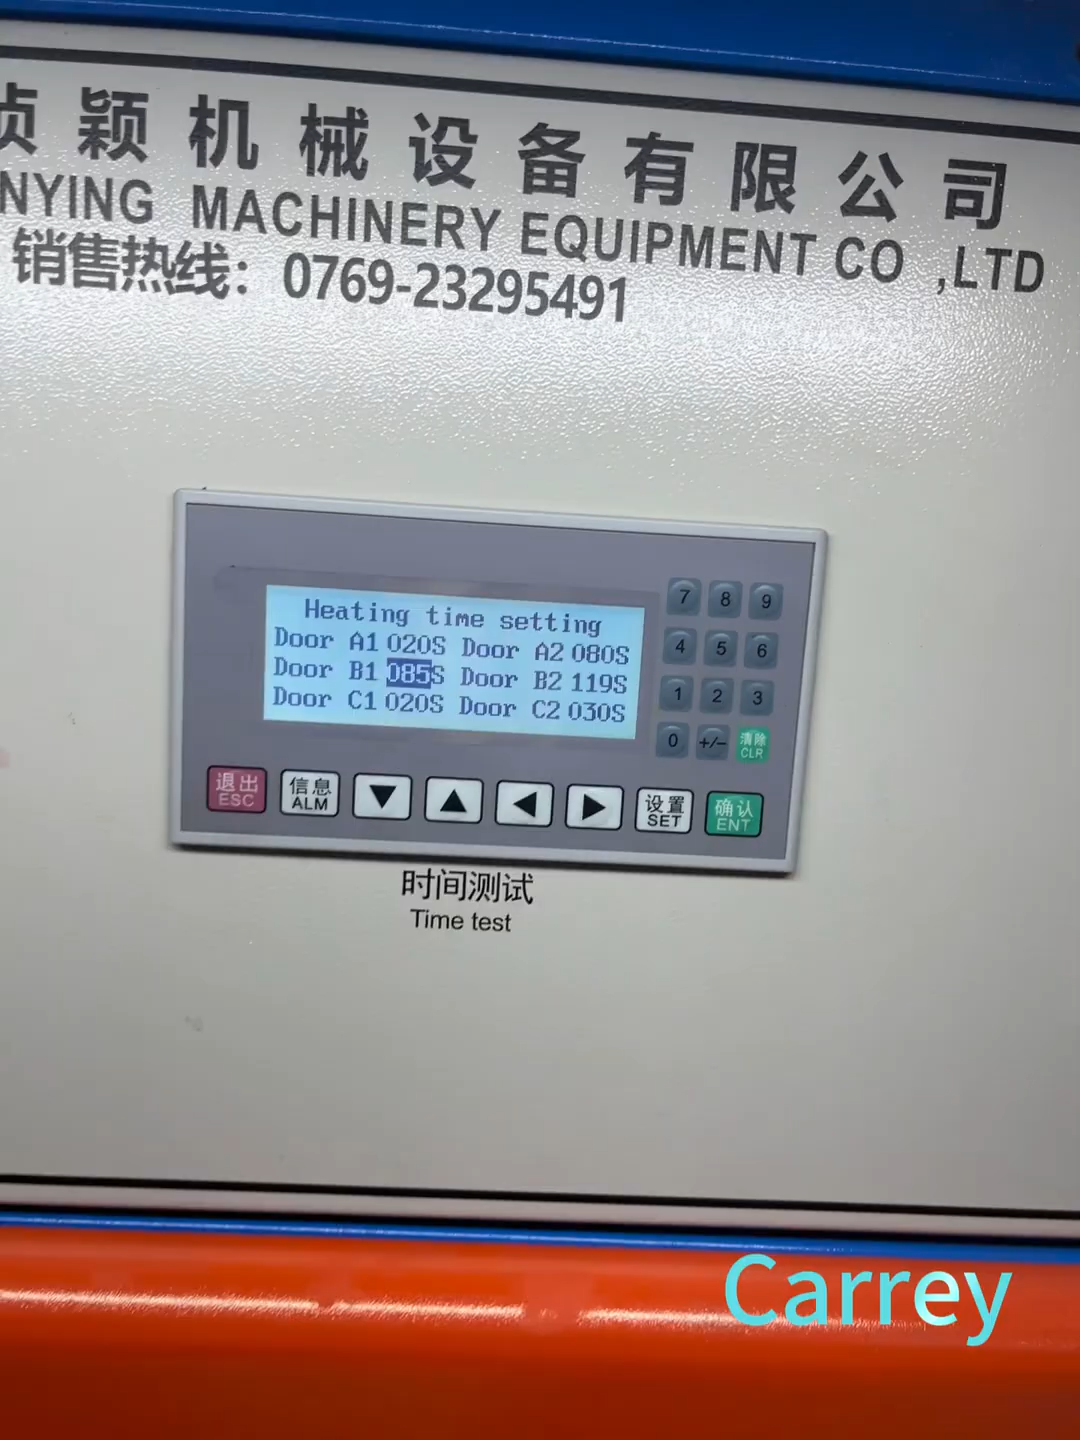 颖机械设备有限公司
NYING MACHINERY EQUIPMENT CO ,LTD
销售热线：0769-23295491
Heating time setting
Door A1 020S Door A2 080S
Door B1 085S Door B2 119S
Door C1 020S Door C2 030S
7 8 9
4 5 6
1 2 3
0 +/- 清除 CLR
退出 信息 ▼ ▲ ◀ ▶ 设置 确认
ESC ALM SET ENT
时间测试
Time test
Carrey